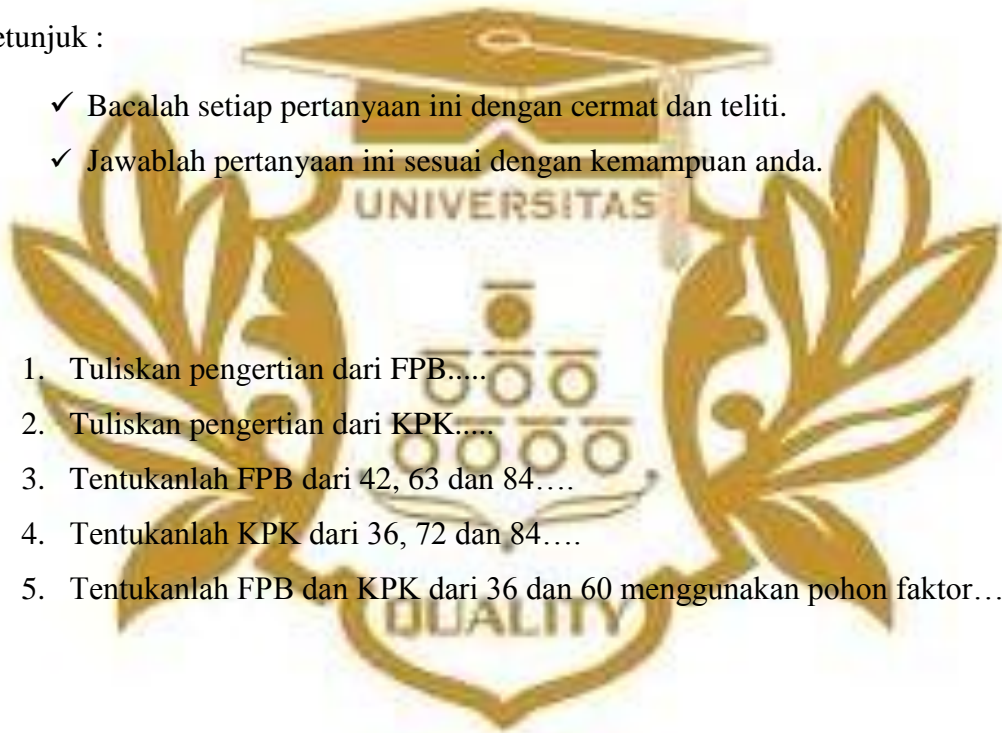 etunjuk :
✓ Bacalah setiap pertanyaan ini dengan cermat dan teliti.
✓ Jawablah pertanyaan ini sesuai dengan kemampuan anda.
UNIVERSITAS
1. Tuliskan pengertian dari FPB.....
2. Tuliskan pengertian dari KPK.....
3. Tentukanlah FPB dari 42, 63 dan 84….
4. Tentukanlah KPK dari 36, 72 dan 84….
5. Tentukanlah FPB dan KPK dari 36 dan 60 menggunakan pohon faktor…
QUALITY